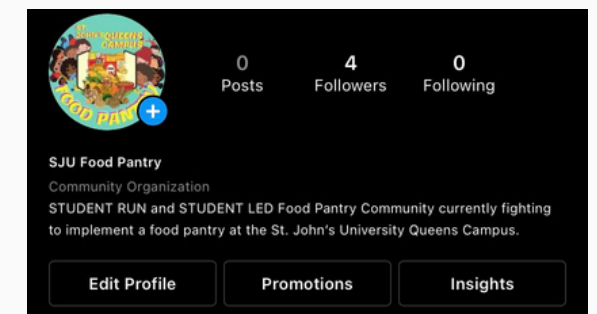 ST. JOHN'S QUEENS
CAMPUS
FOOD PANTRY
0 4 0
Posts Followers Following
SJU Food Pantry
Community Organization
STUDENT RUN and STUDENT LED Food Pantry Community currently fighting
to implement a food pantry at the St. John's University Queens Campus.
Edit Profile Promotions Insights